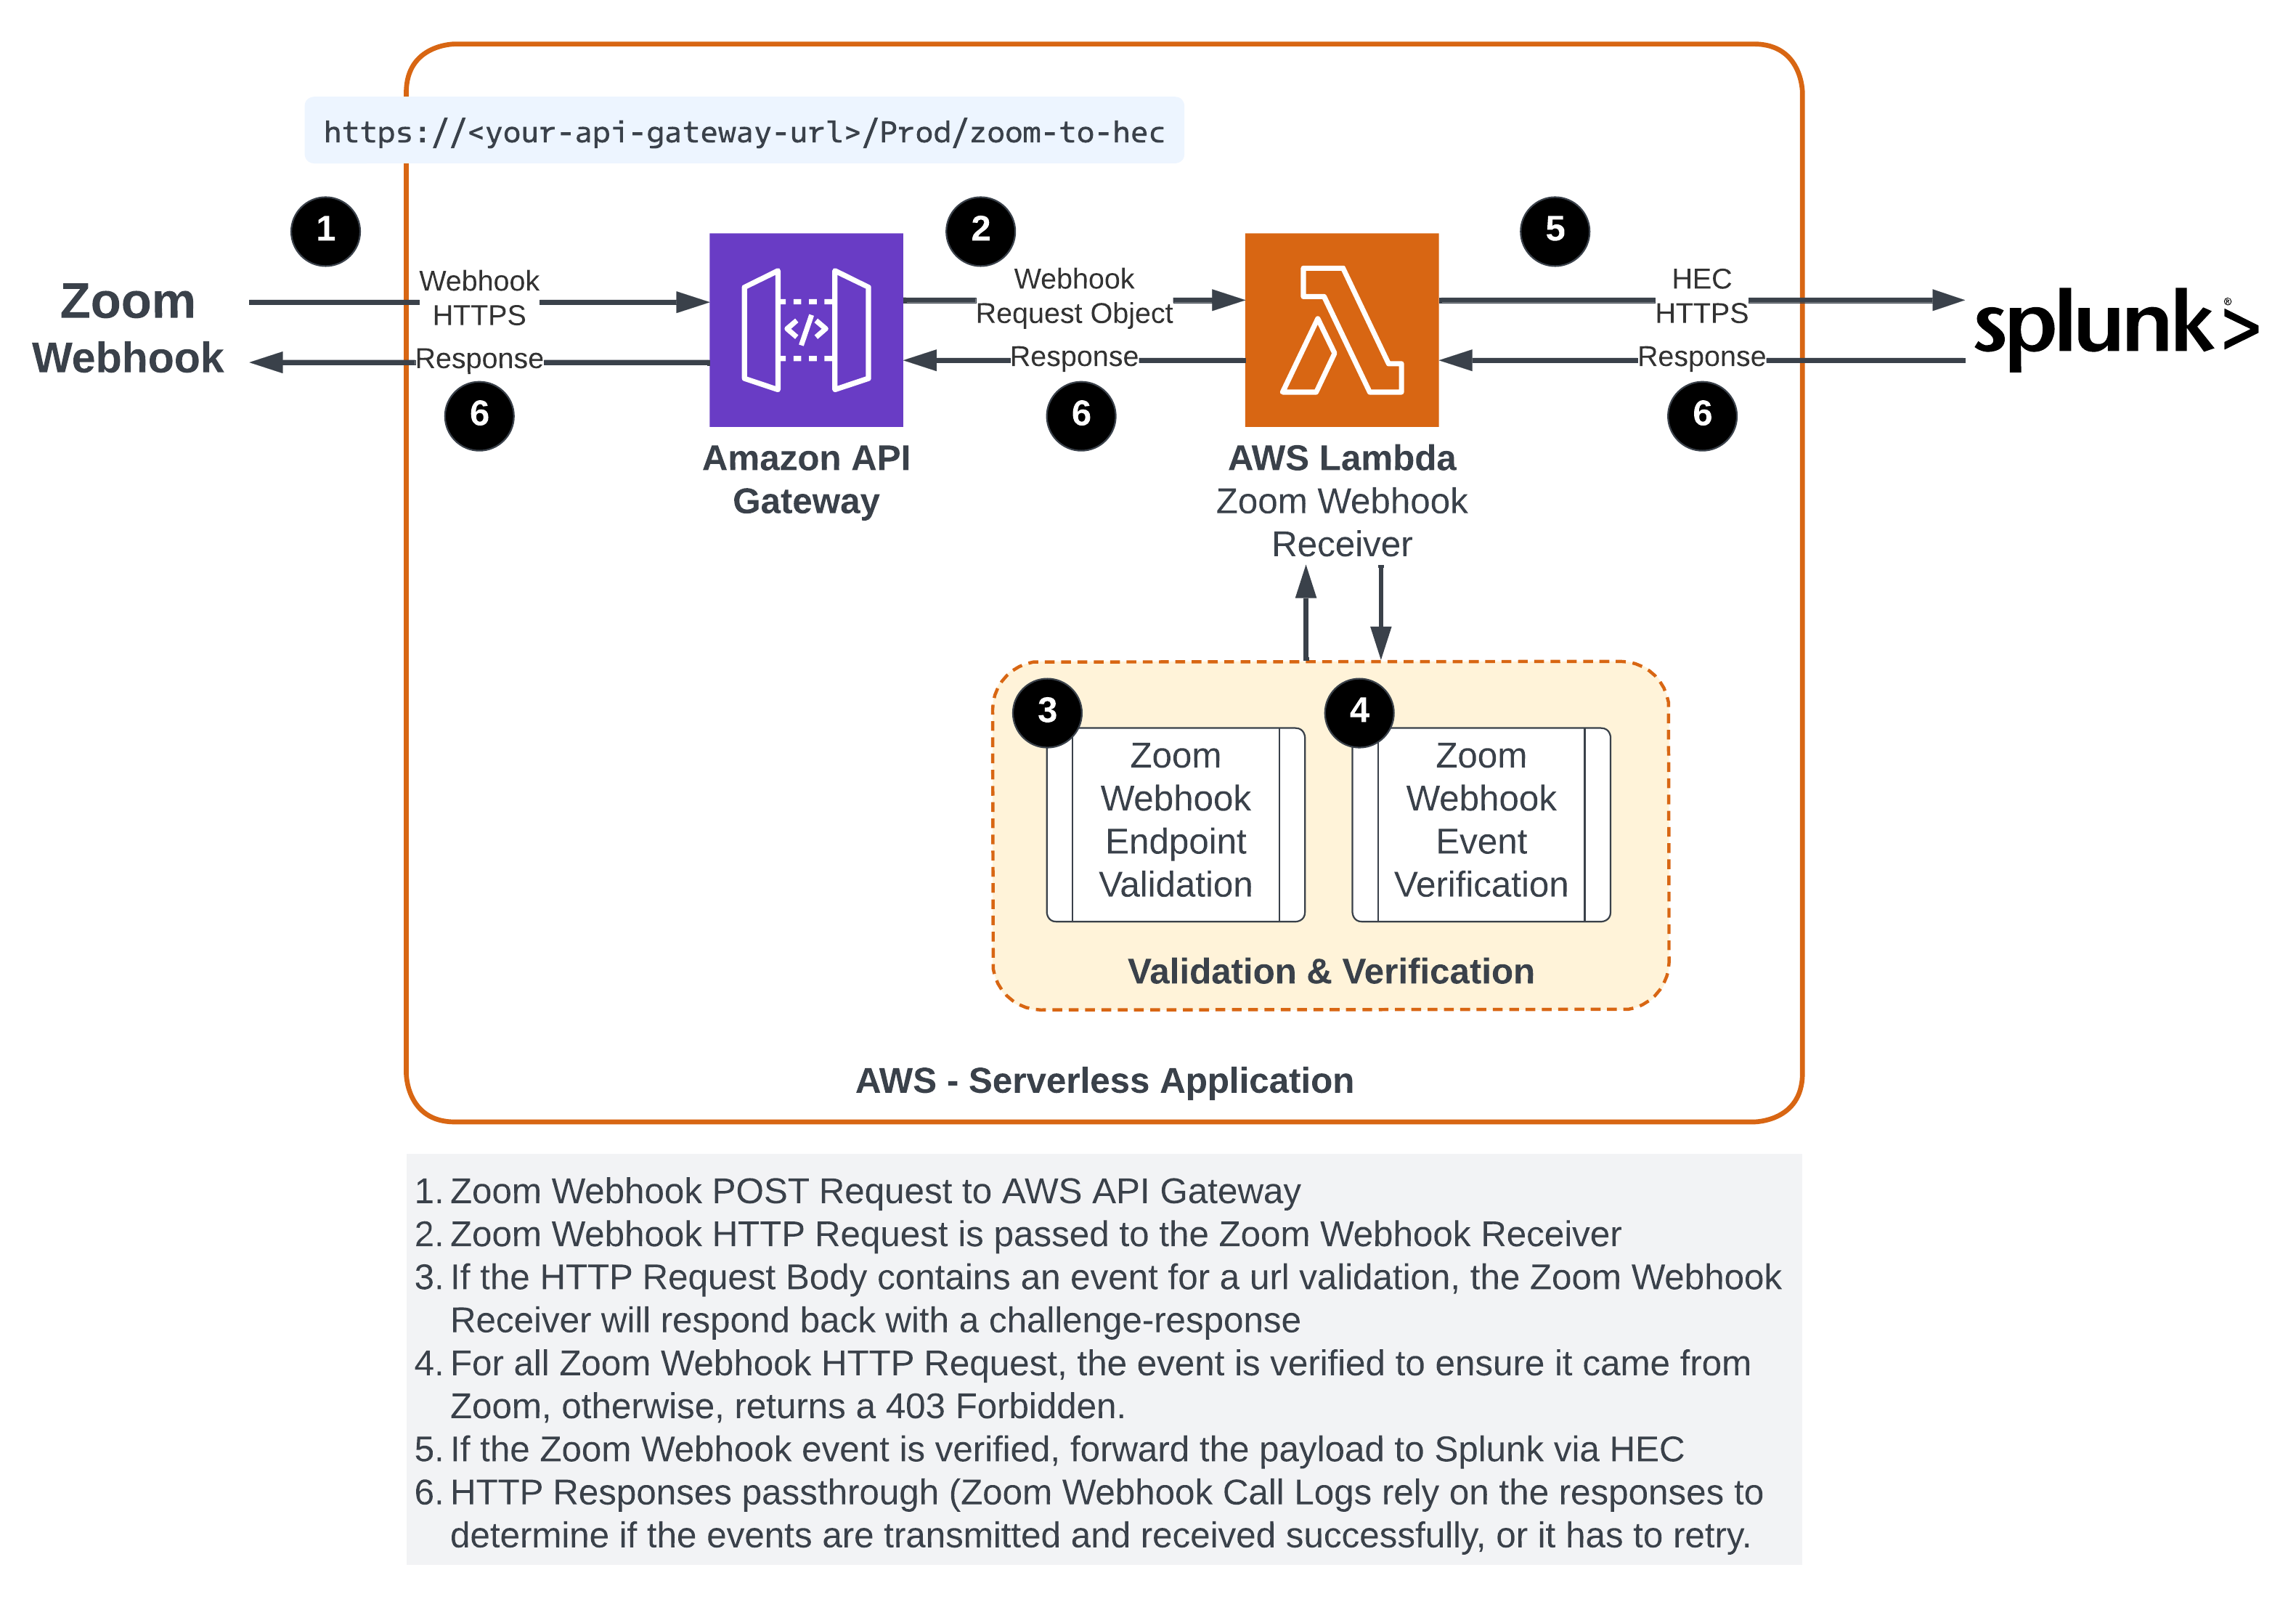 https://<your-api-gateway-url>/Prod/zoom-to-hec
1
2
5
Zoom
Webhook
Webhook
HTTPS
Response
6
Amazon API
Gateway
Webhook
Request Object
Response
6
AWS Lambda
Zoom Webhook
Receiver
HEC
HTTPS
Response
6
splunk>®
3
Zoom
Webhook
Endpoint
Validation
4
Zoom
Webhook
Event
Verification
Validation & Verification
AWS - Serverless Application
1. Zoom Webhook POST Request to AWS API Gateway
2. Zoom Webhook HTTP Request is passed to the Zoom Webhook Receiver
3. If the HTTP Request Body contains an event for a url validation, the Zoom Webhook
Receiver will respond back with a challenge-response
4. For all Zoom Webhook HTTP Request, the event is verified to ensure it came from
Zoom, otherwise, returns a 403 Forbidden.
5. If the Zoom Webhook event is verified, forward the payload to Splunk via HEC
6. HTTP Responses passthrough (Zoom Webhook Call Logs rely on the responses to
determine if the events are transmitted and received successfully, or it has to retry.